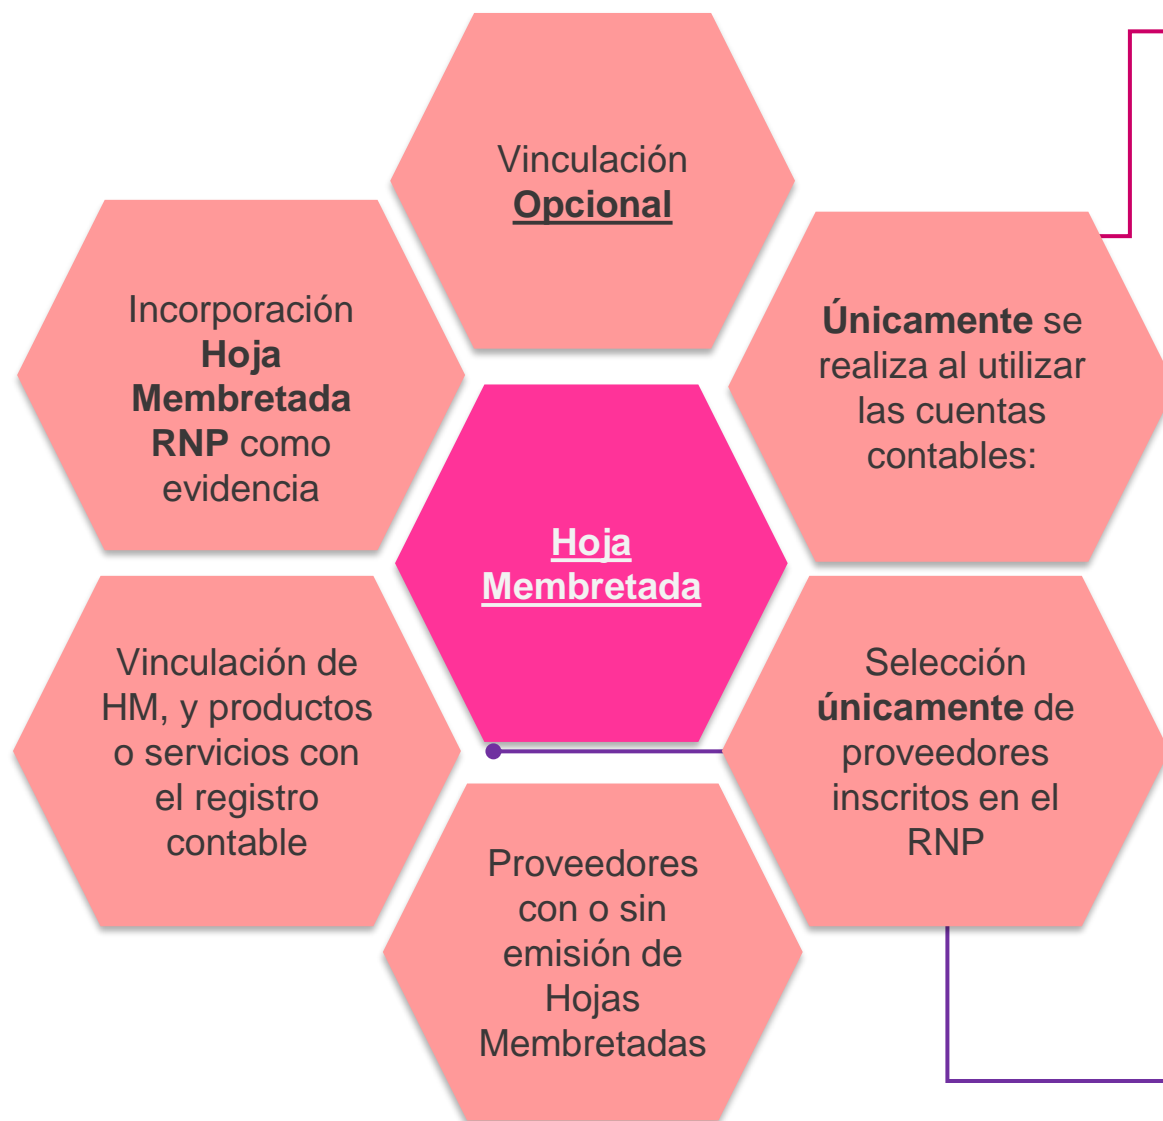 Vinculación
Opcional
Incorporación
Hoja
Membretada
RNP como
evidencia
Únicamente se
realiza al utilizar
las cuentas
contables:
Hoja
Membretada
Vinculación de
HM, y productos
o servicios con
el registro
contable
Selección
únicamente de
proveedores
inscritos en el
RNP
Proveedores
con o sin
emisión de
Hojas
Membretadas